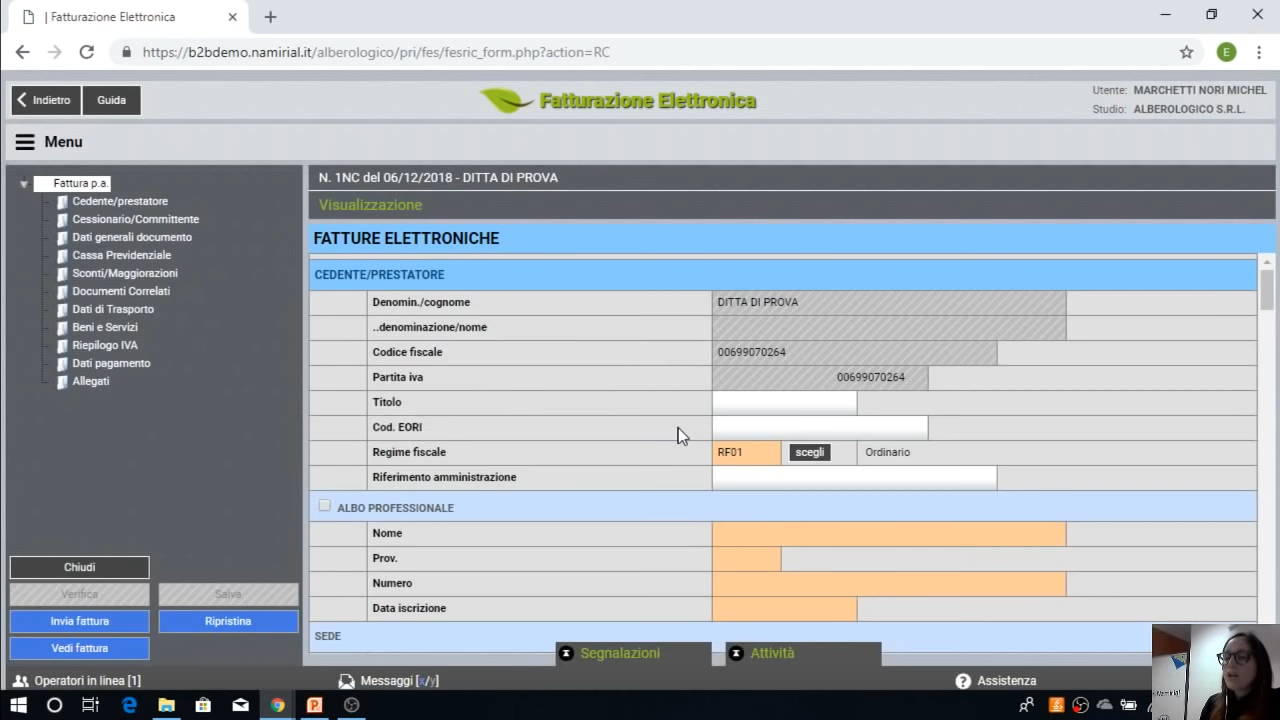 | Fatturazione Elettronica
https://b2bdemo.namirial.it/alberologico/pri/fes/fesric_form.php?action=RC
E
Indietro
Guida
Fatturazione Elettronica
Utente: MARCHETTI NORI MICHEL
Studio: ALBEROLOGICO S.R.L.
Menu
Fattura p.a.
Cedente/prestatore
Cessionario/Committente
Dati generali documento
Cassa Previdenziale
Sconti/Maggiorazioni
Documenti Correlati
Dati di Trasporto
Beni e Servizi
Riepilogo IVA
Dati pagamento
Allegati
Chiudi
Verifica
Salva
Invia fattura
Ripristina
Vedi fattura
N. 1NC del 06/12/2018 - DITTA DI PROVA
Visualizzazione
FATTURE ELETTRONICHE
CEDENTE/PRESTATORE
Denomin./cognome DITTA DI PROVA
..denominazione/nome
Codice fiscale 00699070264
Partita iva 00699070264
Titolo
Cod. EORI
Regime fiscale RF01 scegli Ordinario
Riferimento amministrazione
ALBO PROFESSIONALE
Nome
Prov.
Numero
Data iscrizione
SEDE
Segnalazioni
Attività
Operatori in linea [1]
Messaggi [x/y]
Assistenza
Namirial